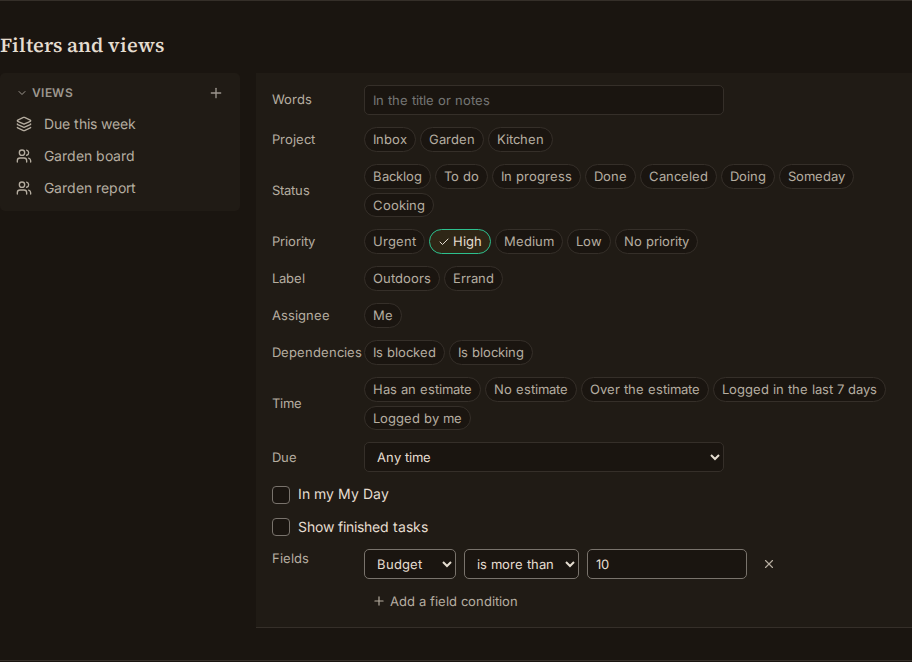 Filters and views
VIEWS
Due this week
Garden board
Garden report
Words In the title or notes
Project Inbox Garden Kitchen
Status Backlog To do In progress Done Canceled Doing Someday
Cooking
Priority Urgent High Medium Low No priority
Label Outdoors Errand
Assignee Me
Dependencies Is blocked Is blocking
Time Has an estimate No estimate Over the estimate Logged in the last 7 days
Logged by me
Due Any time
In my My Day
Show finished tasks
Fields Budget is more than 10
+ Add a field condition